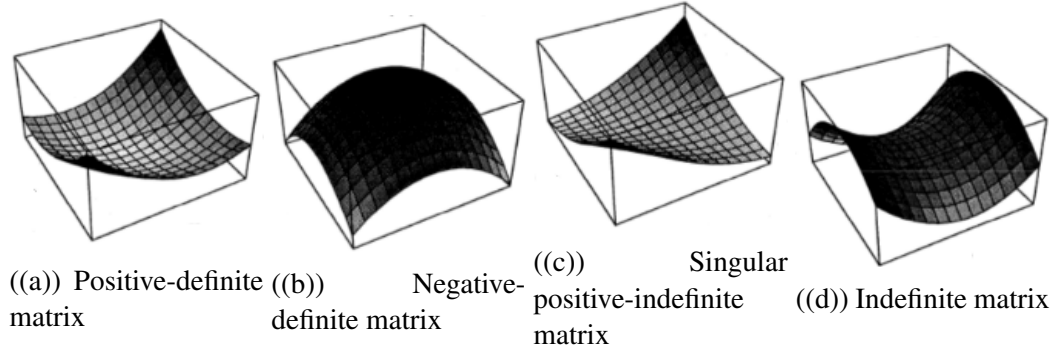 ((a)) Positive-definite
matrix
((b)) Negative-
definite matrix
((c)) Singular
positive-indefinite
matrix
((d)) Indefinite matrix